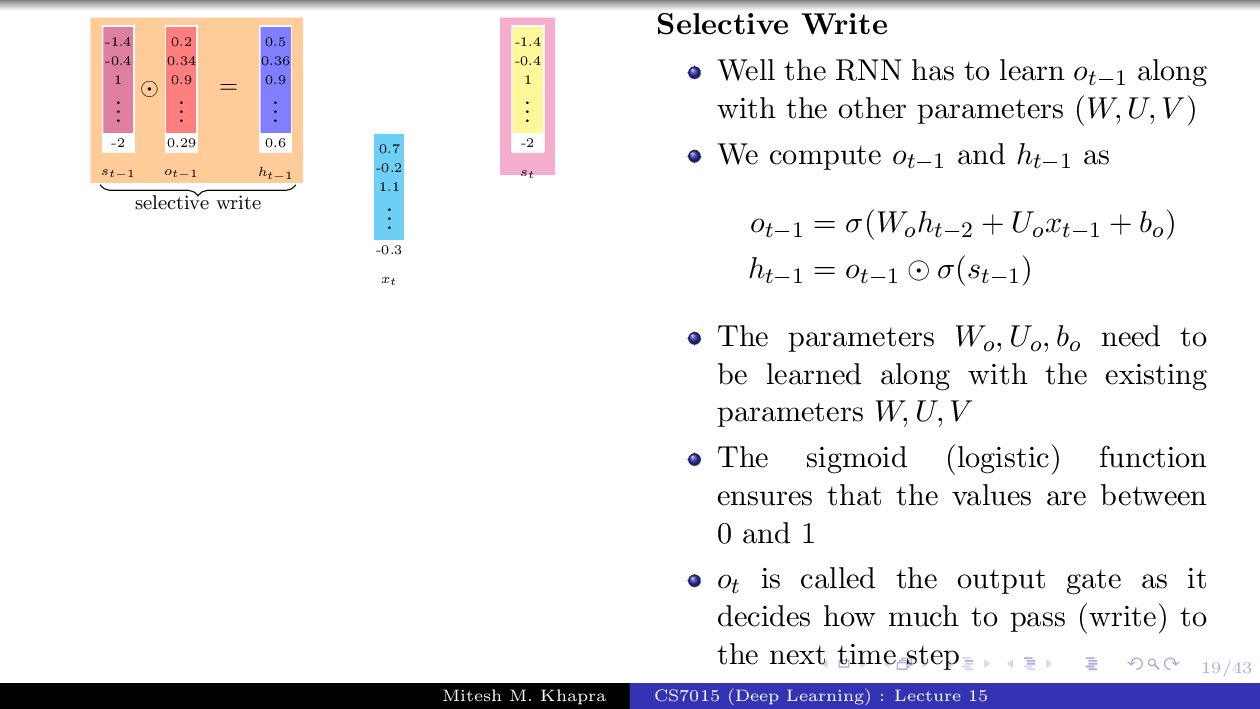 -1.4
-0.4
1
⋮
-2
s_{t−1}
⊙
0.2
0.34
0.9
⋮
0.29
o_{t−1}
=
0.5
0.36
0.9
⋮
0.6
h_{t−1}
selective write
0.7
-0.2
1.1
⋮
-0.3
x_t
-1.4
-0.4
1
⋮
-2
s_t
Selective Write
Well the RNN has to learn o_{t−1} along
with the other parameters (W, U, V)
We compute o_{t−1} and h_{t−1} as
o_{t−1} = σ(W_o h_{t−2} + U_o x_{t−1} + b_o)
h_{t−1} = o_{t−1} ⊙ σ(s_{t−1})
The parameters W_o, U_o, b_o need to
be learned along with the existing
parameters W, U, V
The sigmoid (logistic) function
ensures that the values are between
0 and 1
o_t is called the output gate as it
decides how much to pass (write) to
the next time step
19/43
Mitesh M. Khapra
CS7015 (Deep Learning) : Lecture 15